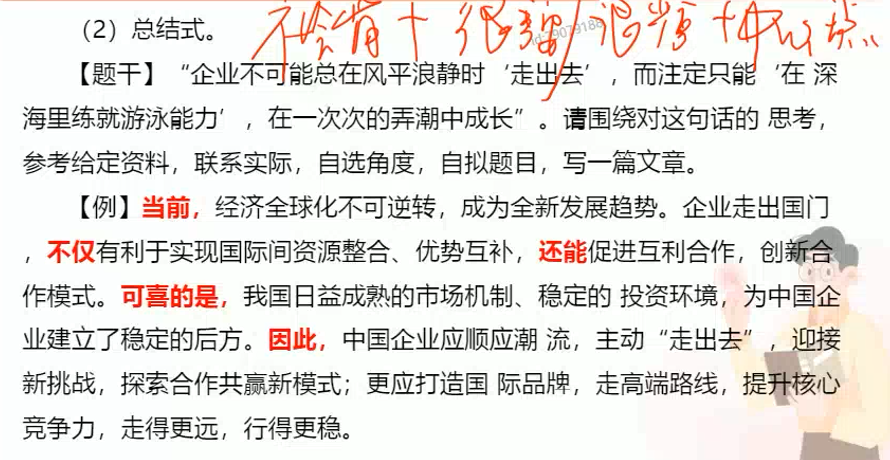 （2）总结式。
id:29079188
【题干】“企业不可能总在风平浪静时‘走出去’，而注定只能‘在 深
海里练就游泳能力’，在一次次的弄潮中成长”。请围绕对这句话的 思考，
参考给定资料，联系实际，自选角度，自拟题目，写一篇文章。
【例】当前，经济全球化不可逆转，成为全新发展趋势。企业走出国门
，不仅有利于实现国际间资源整合、优势互补，还能促进互利合作，创新合
作模式。可喜的是，我国日益成熟的市场机制、稳定的 投资环境，为中国企
业建立了稳定的后方。因此，中国企业应顺应潮 流，主动“走出去”，迎接
新挑战，探索合作共赢新模式；更应打造国 际品牌，走高端路线，提升核心
竞争力，走得更远，行得更稳。